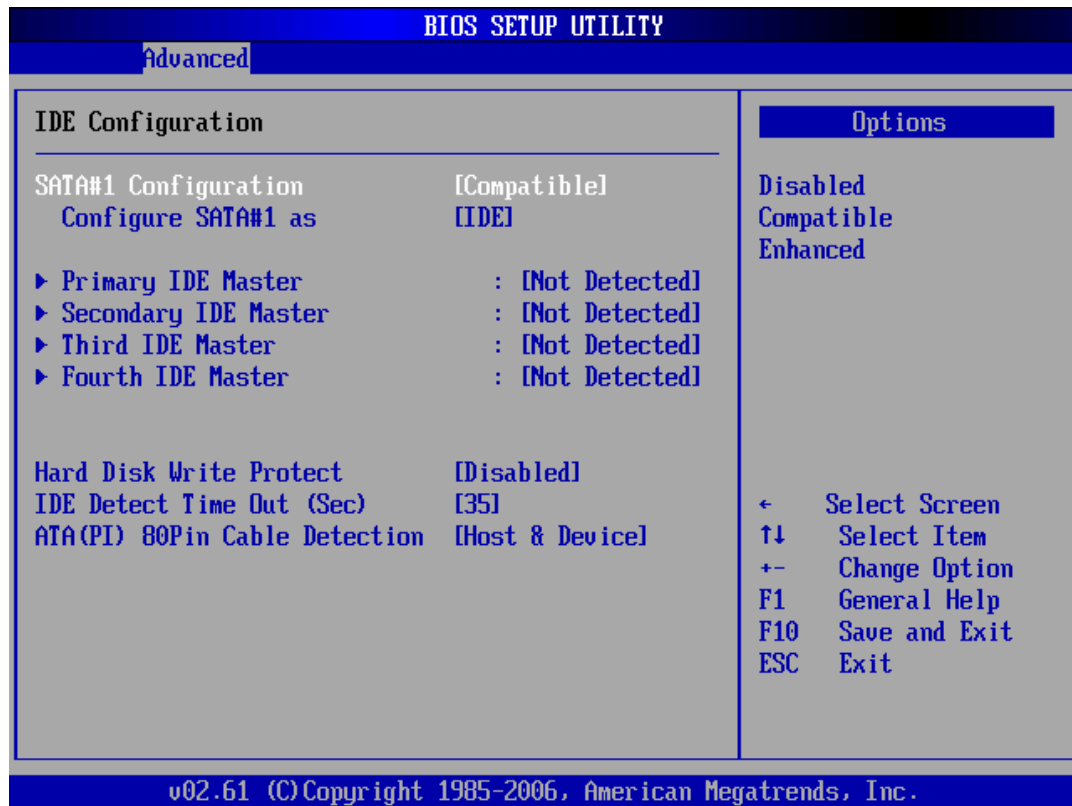 BIOS SETUP UTILITY
Advanced
IDE Configuration
SATA#1 Configuration [Compatible]
Configure SATA#1 as [IDE]
Primary IDE Master : [Not Detected]
Secondary IDE Master : [Not Detected]
Third IDE Master : [Not Detected]
Fourth IDE Master : [Not Detected]
Hard Disk Write Protect [Disabled]
IDE Detect Time Out (Sec) [35]
ATA(PI) 80Pin Cable Detection [Host & Device]
Options
Disabled
Compatible
Enhanced
← Select Screen
↑↓ Select Item
+- Change Option
F1 General Help
F10 Save and Exit
ESC Exit
v02.61 (C)Copyright 1985-2006, American Megatrends, Inc.